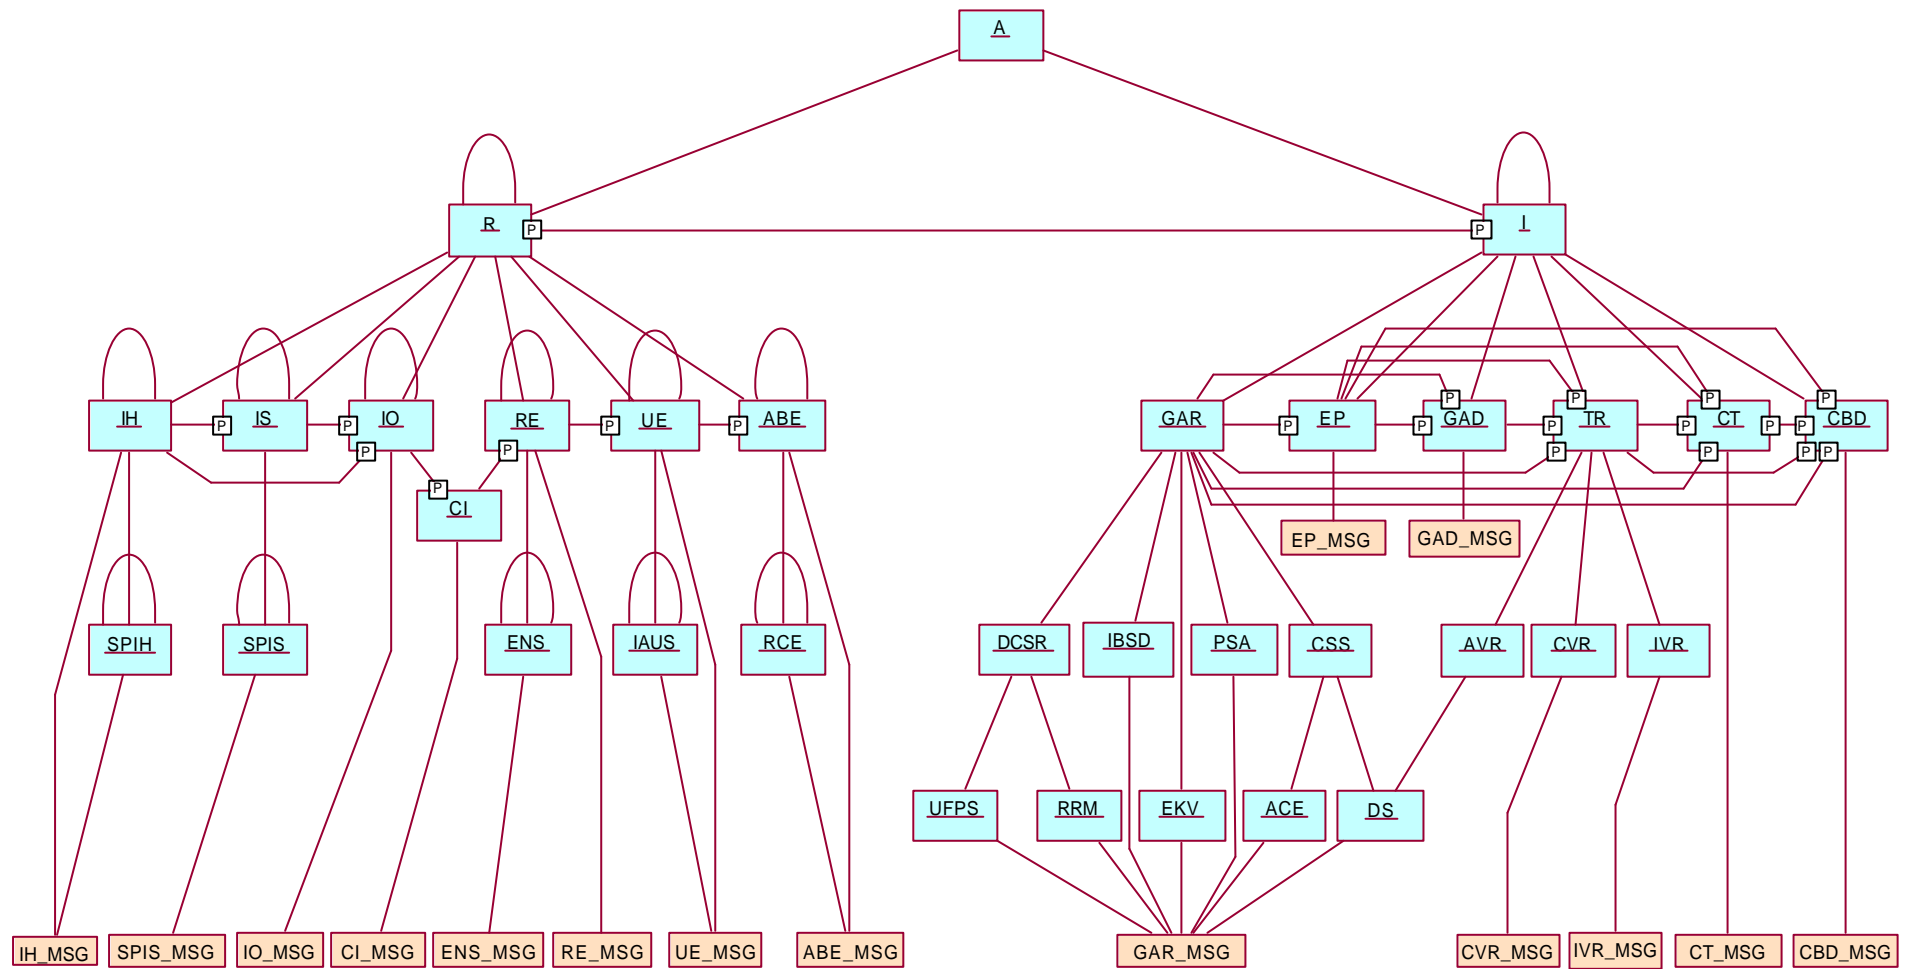 A
R
P
P
I
IH
P
IS
P
IO
P
RE
P
P
UE
P
ABE
GAR
P
EP
P
P
GAD
P
P
P
TR
P
P
P
CT
P
P
P
P
P
CBD
P
CI
EP_MSG
GAD_MSG
SPIH
SPIS
ENS
IAUS
RCE
DCSR
IBSD
PSA
CSS
AVR
CVR
IVR
UFPS
RRM
EKV
ACE
DS
IH_MSG
SPIS_MSG
IO_MSG
CI_MSG
ENS_MSG
RE_MSG
UE_MSG
ABE_MSG
GAR_MSG
CVR_MSG
IVR_MSG
CT_MSG
CBD_MSG